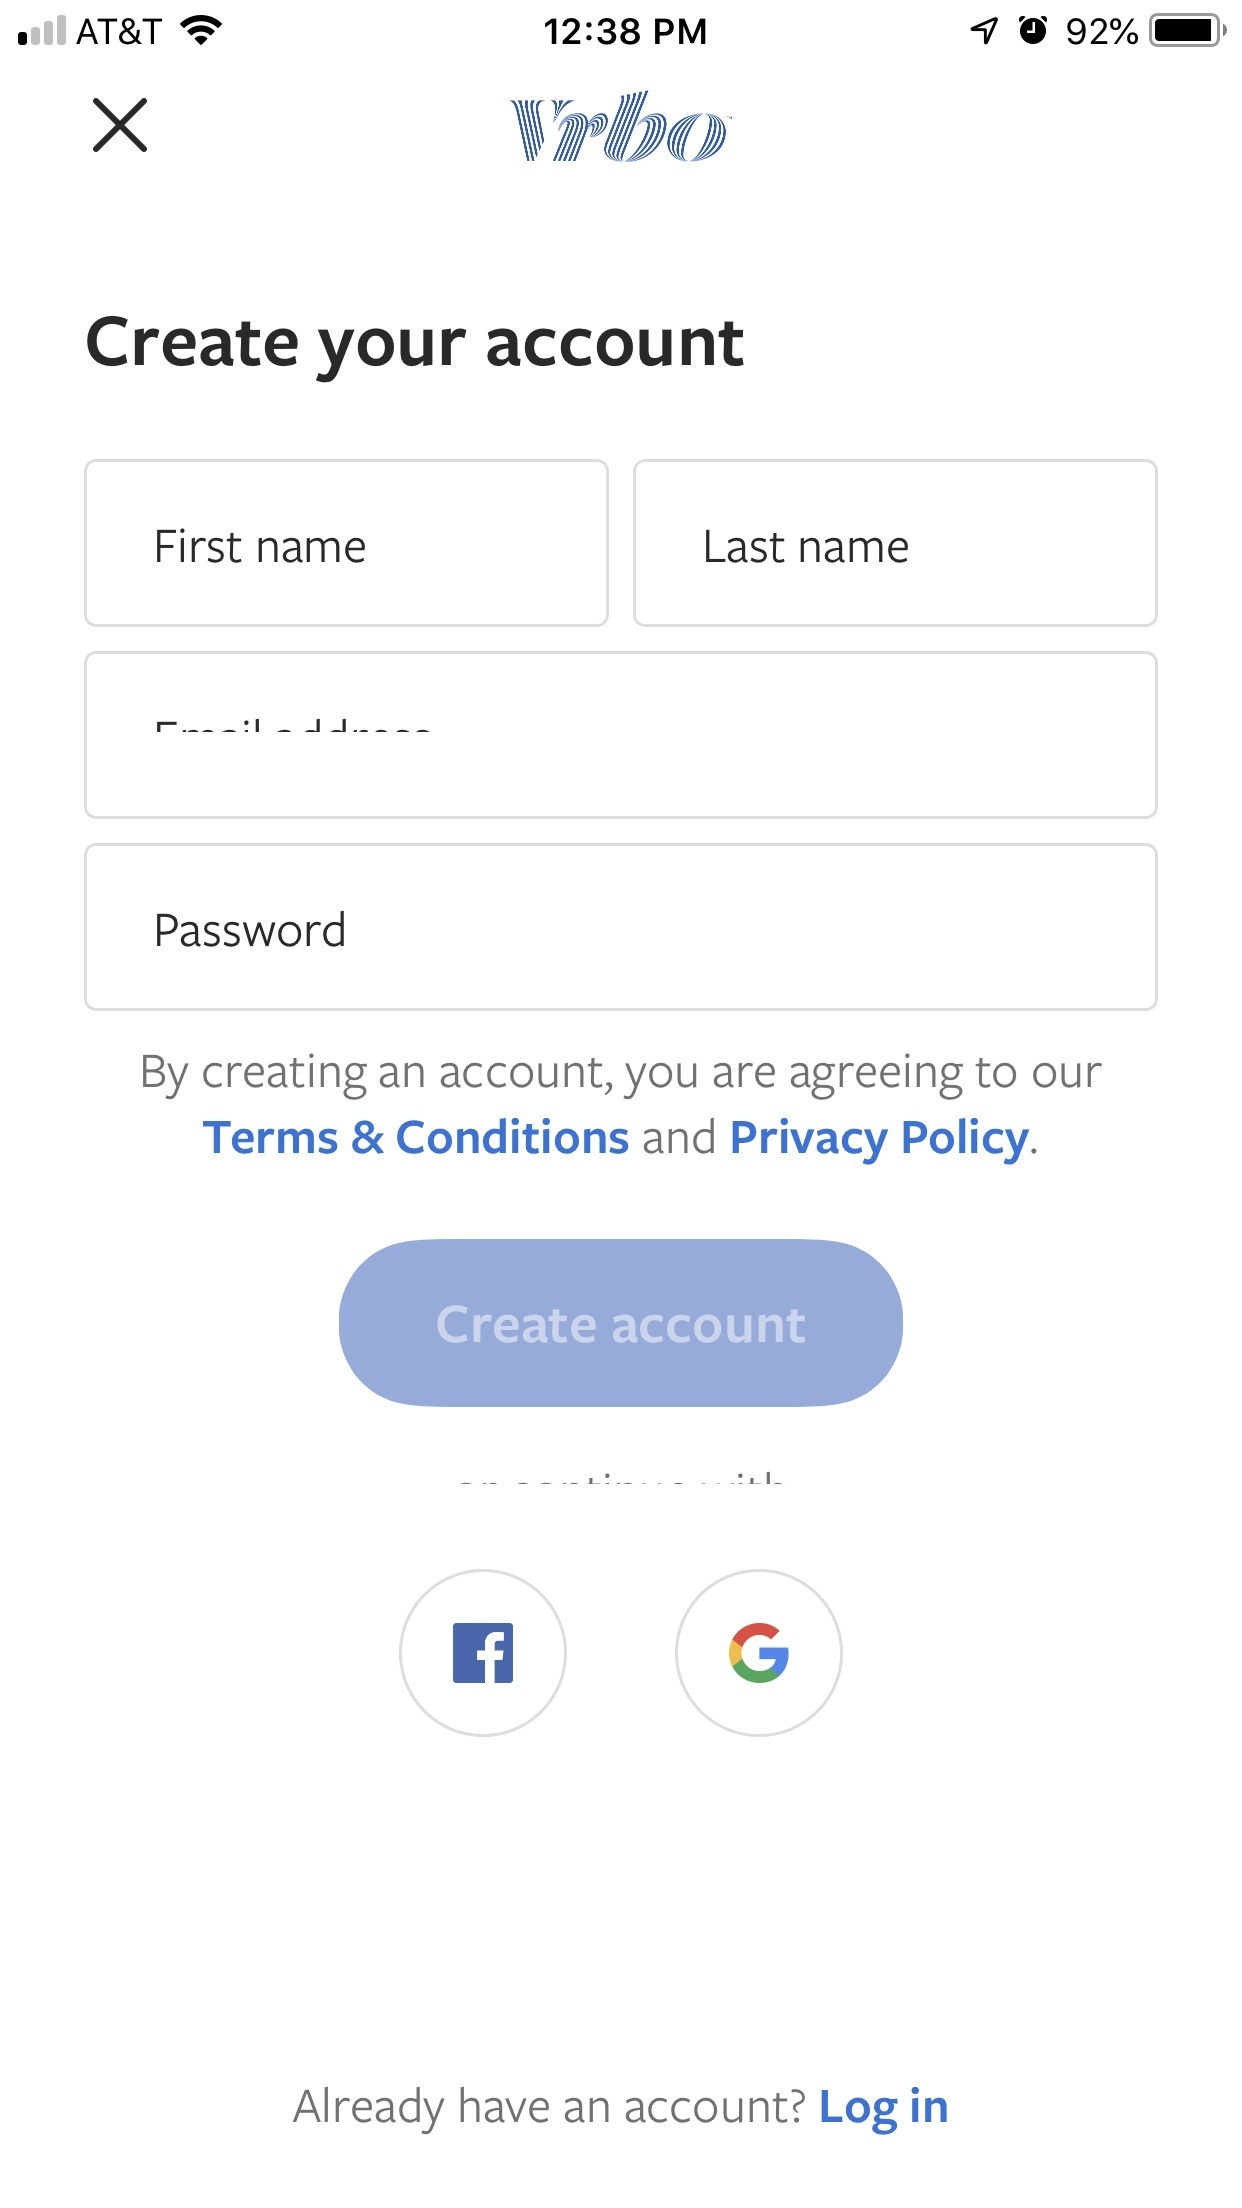 AT&T 12:38 PM 92%
Vrbo
Create your account
First name Last name
Email address
Password
By creating an account, you are agreeing to our
Terms & Conditions and Privacy Policy.
Create account
or continue with
Already have an account? Log in